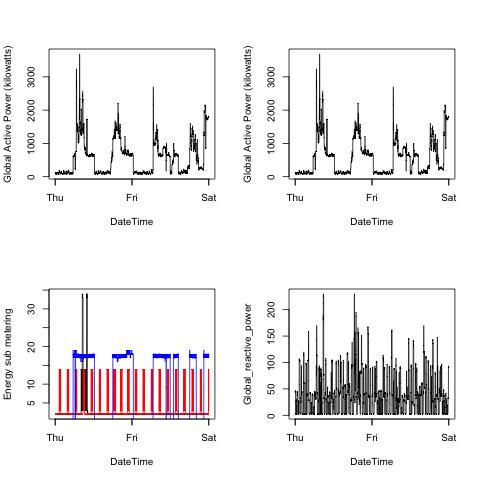 Global Active Power (kilowatts)
0 1000 2000 3000
Thu Fri Sat
DateTime
Global Active Power (kilowatts)
0 1000 2000 3000
Thu Fri Sat
DateTime
Energy sub metering
5 10 20 30
Thu Fri Sat
DateTime
Global_reactive_power
0 50 100 150 200
Thu Fri Sat
DateTime